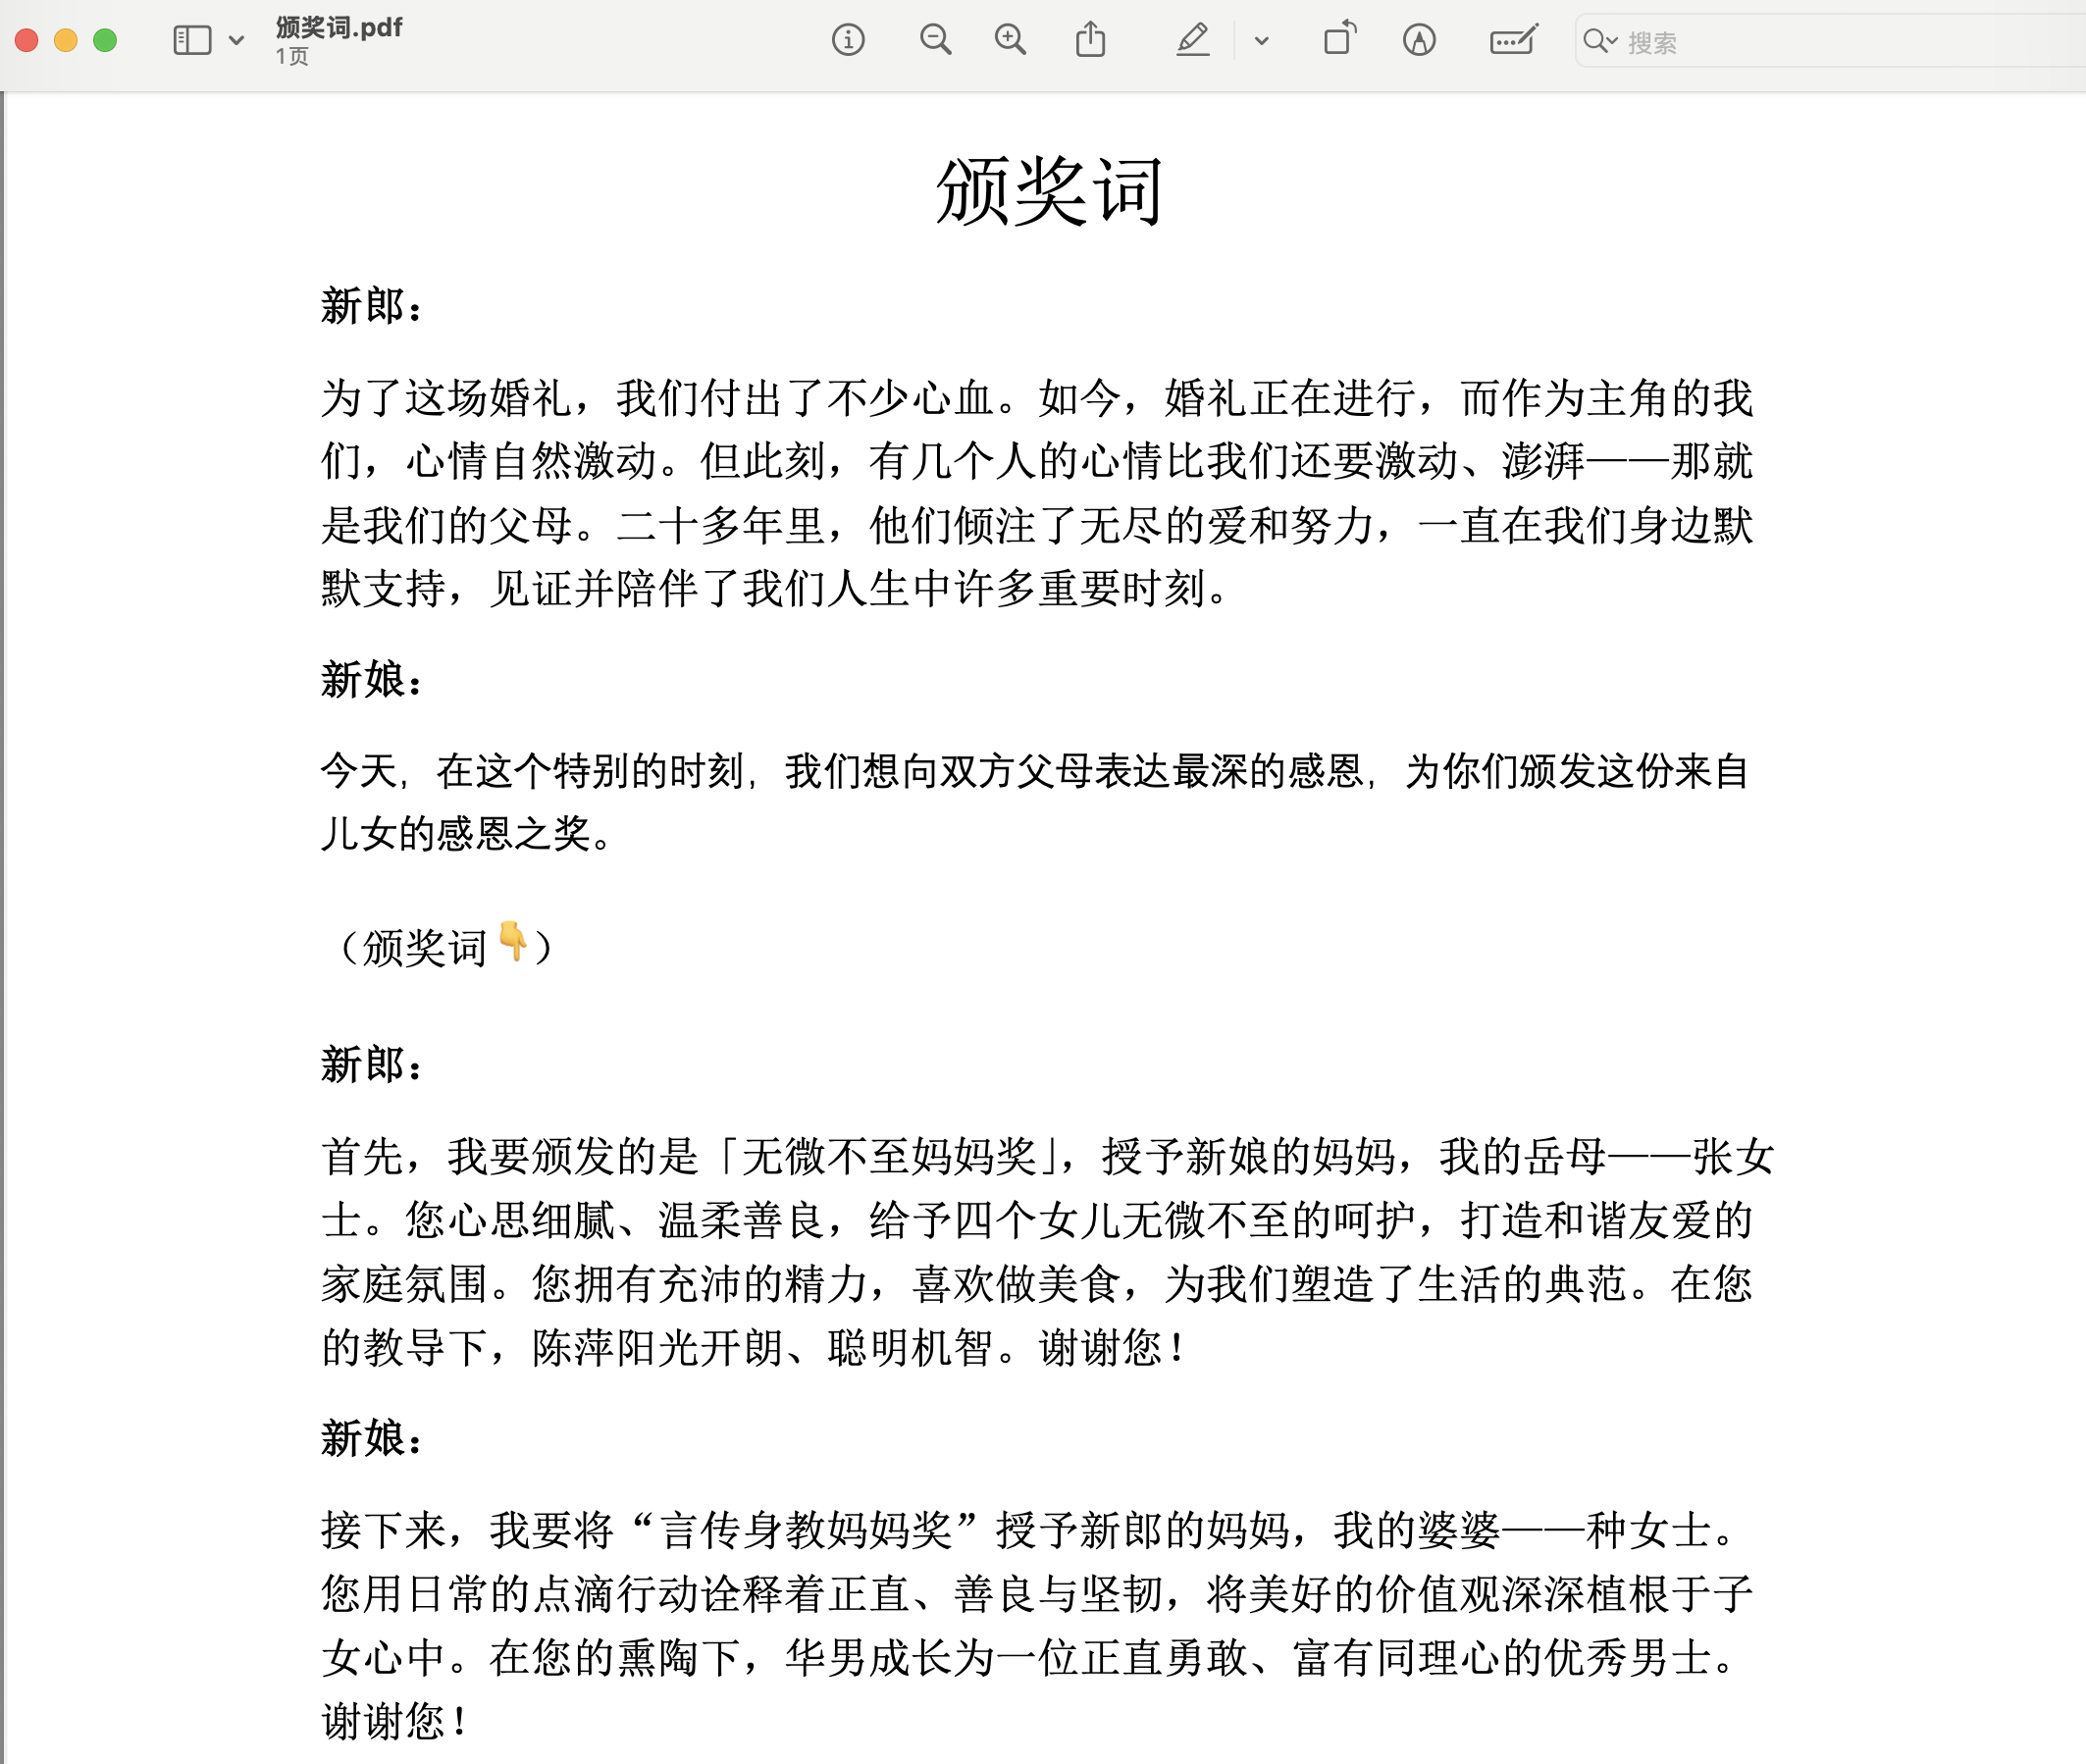 颁奖词.pdf
1页
搜索
颁奖词
新郎：
为了这场婚礼，我们付出了不少心血。如今，婚礼正在进行，而作为主角的我
们，心情自然激动。但此刻，有几个人的心情比我们还要激动、澎湃——那就
是我们的父母。二十多年里，他们倾注了无尽的爱和努力，一直在我们身边默
默支持，见证并陪伴了我们人生中许多重要时刻。
新娘：
今天，在这个特别的时刻，我们想向双方父母表达最深的感恩，为你们颁发这份来自
儿女的感恩之奖。
（颁奖词👇）
新郎：
首先，我要颁发的是「无微不至妈妈奖」，授予新娘的妈妈，我的岳母——张女
士。您心思细腻、温柔善良，给予四个女儿无微不至的呵护，打造和谐友爱的
家庭氛围。您拥有充沛的精力，喜欢做美食，为我们塑造了生活的典范。在您
的教导下，陈萍阳光开朗、聪明机智。谢谢您！
新娘：
接下来，我要将“言传身教妈妈奖”授予新郎的妈妈，我的婆婆——种女士。
您用日常的点滴行动诠释着正直、善良与坚韧，将美好的价值观深深植根于子
女心中。在您的熏陶下，华男成长为一位正直勇敢、富有同理心的优秀男士。
谢谢您！